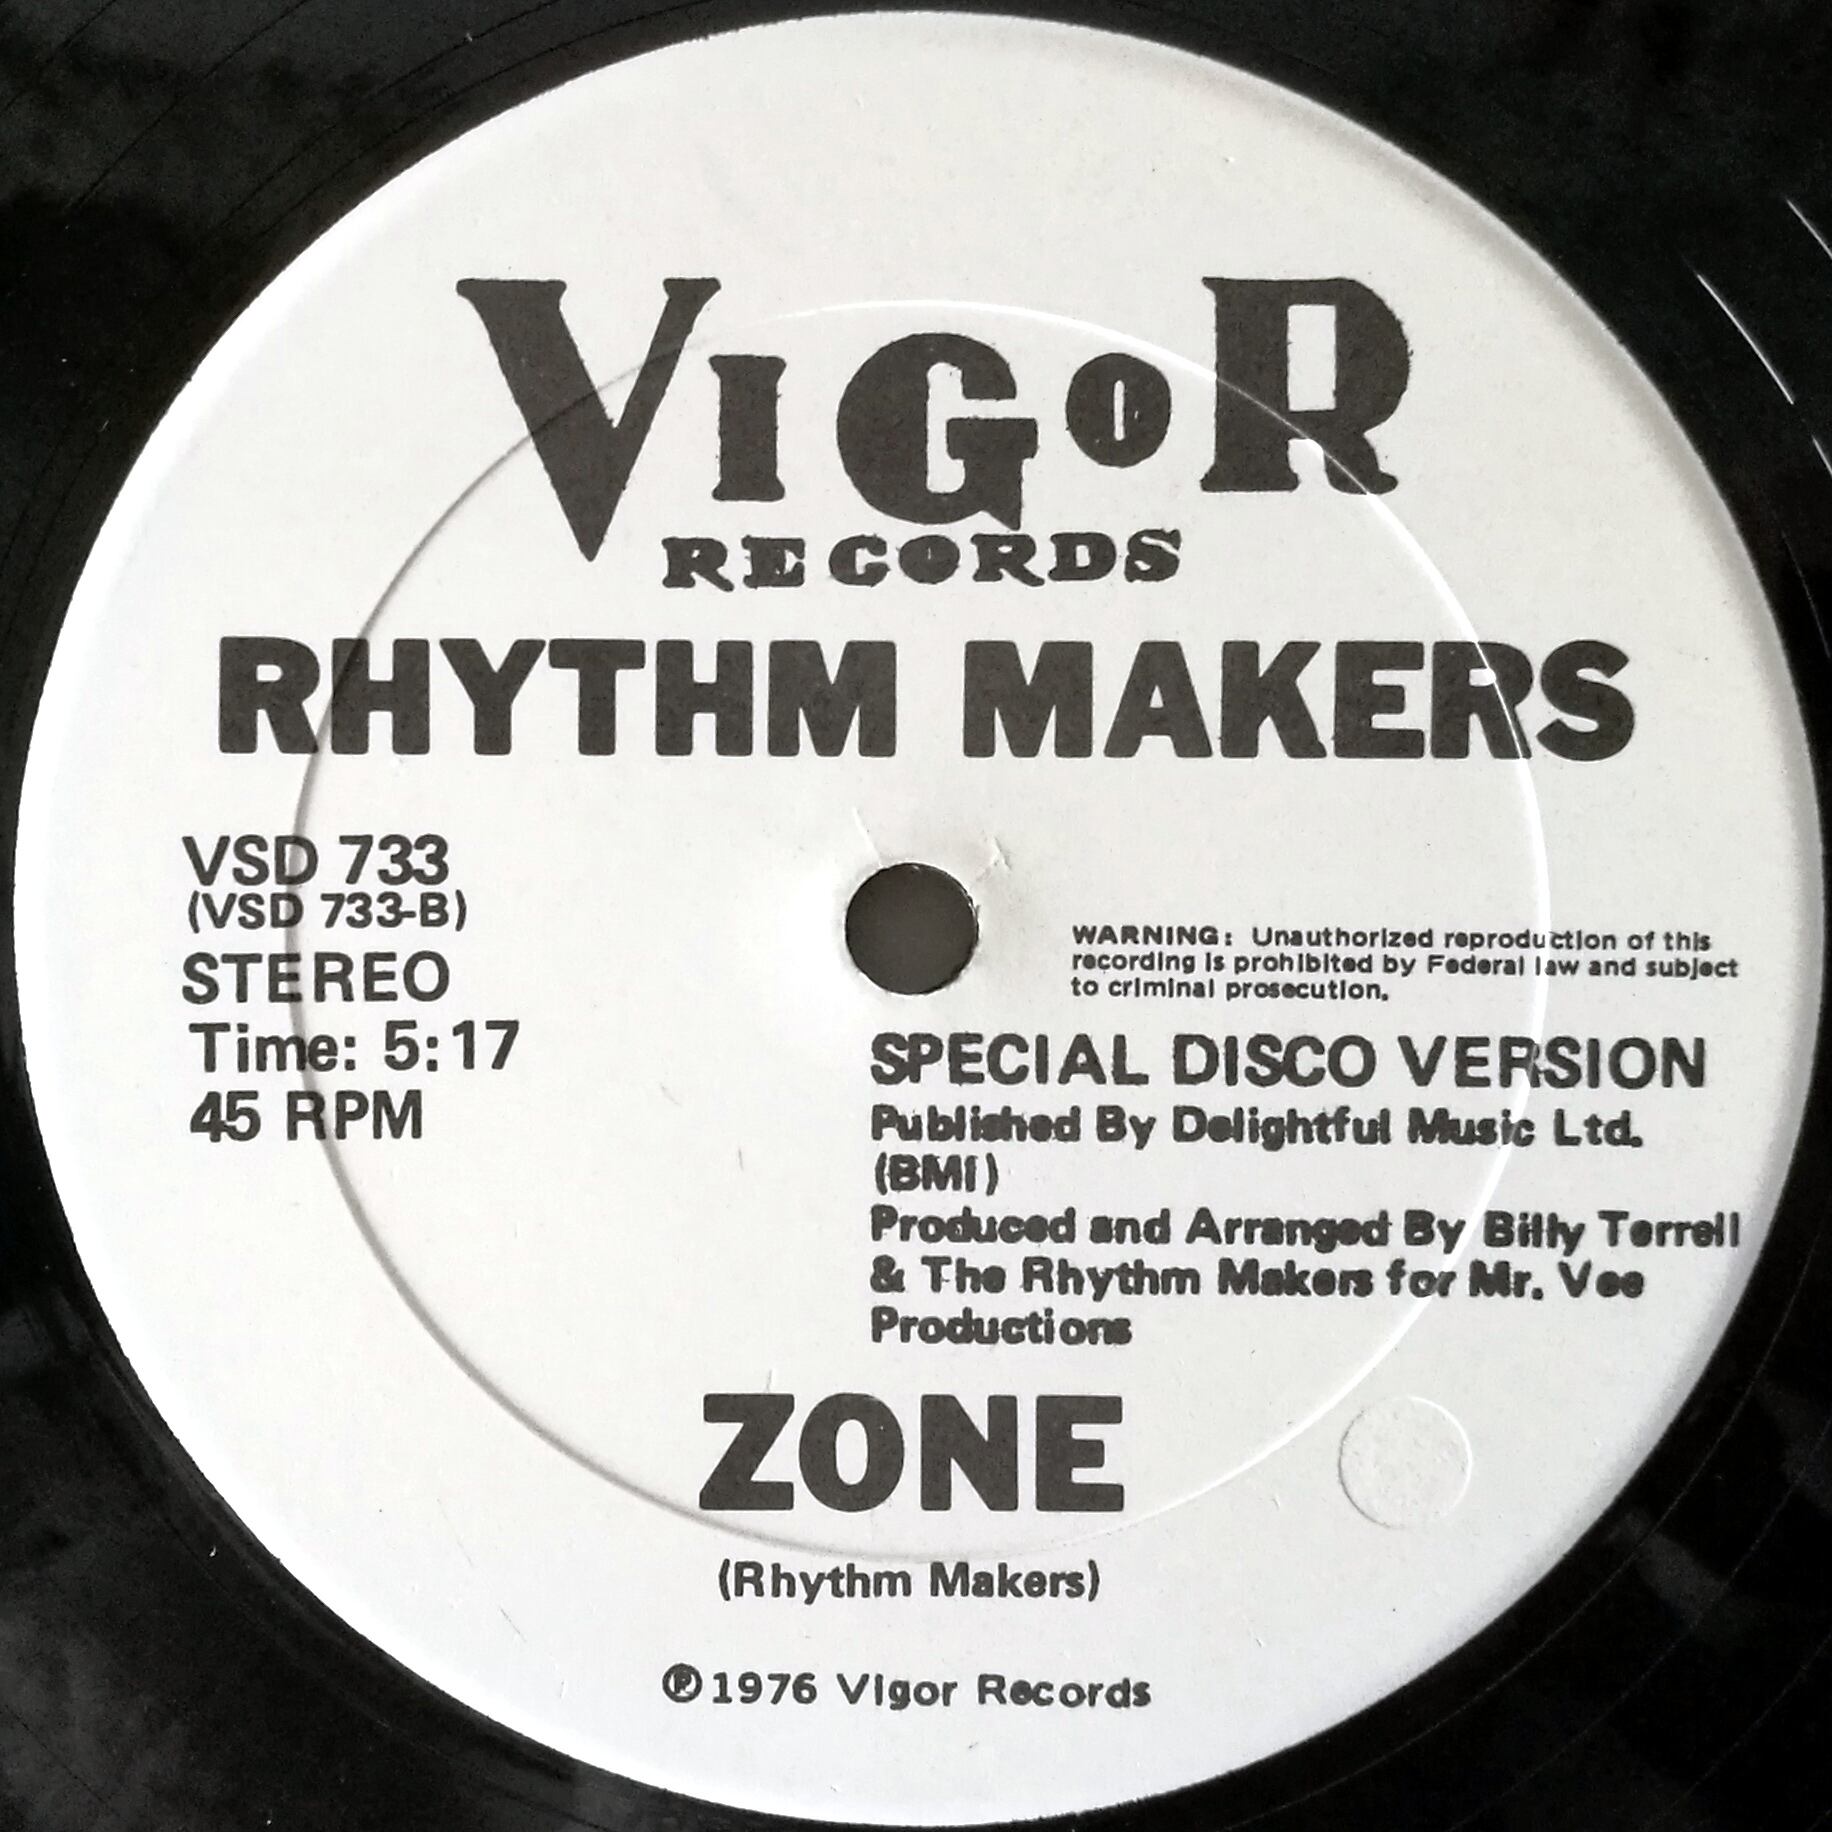 VIGOR
RECORDS
RHYTHM MAKERS
VSD 733
(VSD 733-B)
STEREO
Time: 5:17
45 RPM
WARNING: Unauthorized reproduction of this
recording is prohibited by Federal law and subject
to criminal prosecution.
SPECIAL DISCO VERSION
Published By Delightful Music Ltd.
(BMI)
Produced and Arranged By Billy Terrell
& The Rhythm Makers for Mr. Vee
Productions
ZONE
(Rhythm Makers)
℗1976 Vigor Records